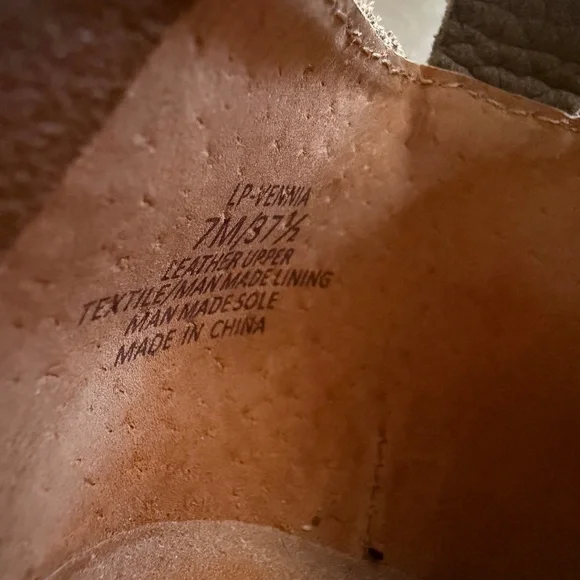 LP-VENNIA
7M/37½
LEATHER UPPER
TEXTILE/MAN MADE LINING
MAN MADE SOLE
MADE IN CHINA